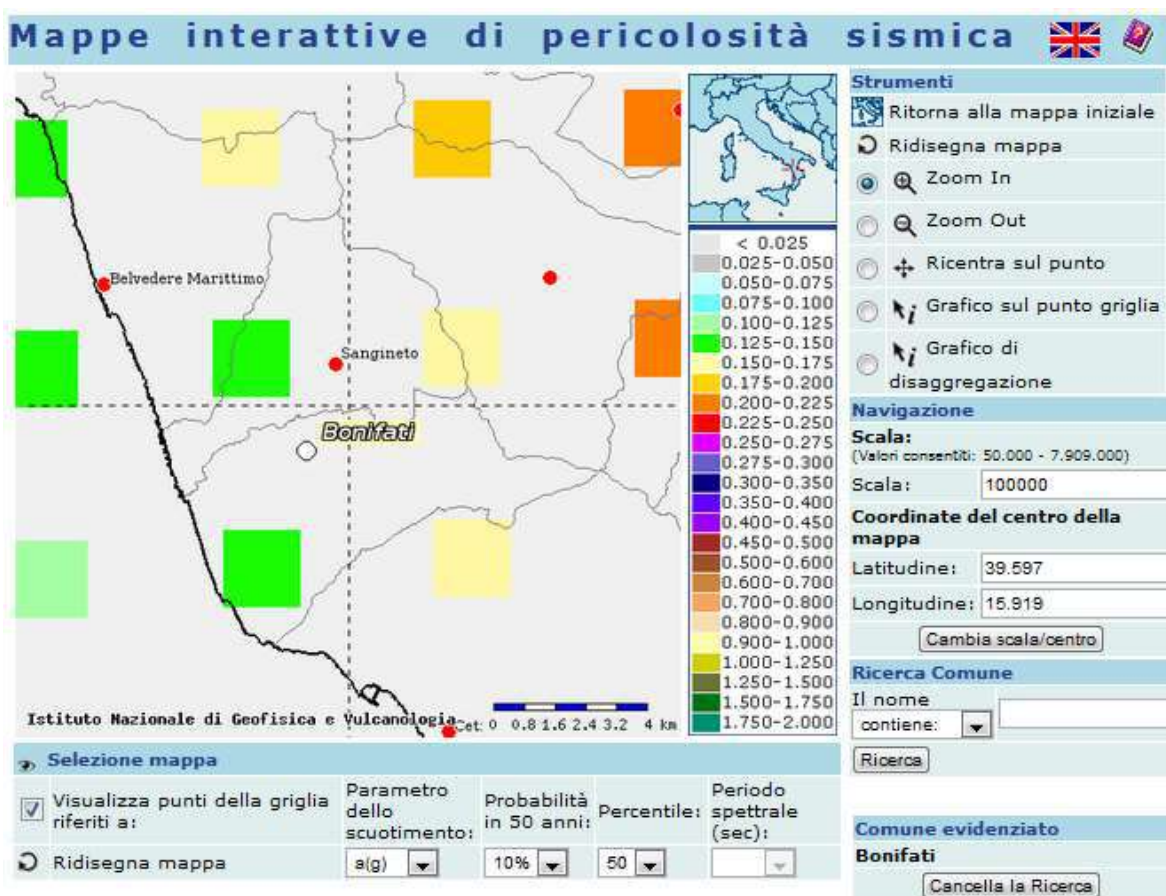 Mappe interattive di pericolosità sismica
Belvedere Marittimo
Sangineto
Bonifati
Istituto Nazionale di Geofisica e Vulcanologia
Cet:
0 0.8 1.6 2.4 3.2 4 km
< 0.025
0.025-0.050
0.050-0.075
0.075-0.100
0.100-0.125
0.125-0.150
0.150-0.175
0.175-0.200
0.200-0.225
0.225-0.250
0.250-0.275
0.275-0.300
0.300-0.350
0.350-0.400
0.400-0.450
0.450-0.500
0.500-0.600
0.600-0.700
0.700-0.800
0.800-0.900
0.900-1.000
1.000-1.250
1.250-1.500
1.500-1.750
1.750-2.000
Strumenti
Ritorna alla mappa iniziale
Ridisegna mappa
Zoom In
Zoom Out
Ricentra sul punto
Grafico sul punto griglia
Grafico di
disaggregazione
Navigazione
Scala:
(Valori consentiti: 50.000 - 7.909.000)
Scala: 100000
Coordinate del centro della
mappa
Latitudine: 39.597
Longitudine: 15.919
Cambia scala/centro
Ricerca Comune
Il nome
contiene:
Ricerca
Comune evidenziato
Bonifati
Cancella la Ricerca
Selezione mappa
Visualizza punti della griglia
riferiti a:
Parametro
dello
scuotimento:
Probabilità
in 50 anni:
Percentile:
Periodo
spettrale
(sec):
Ridisegna mappa
a(g) 10% 50